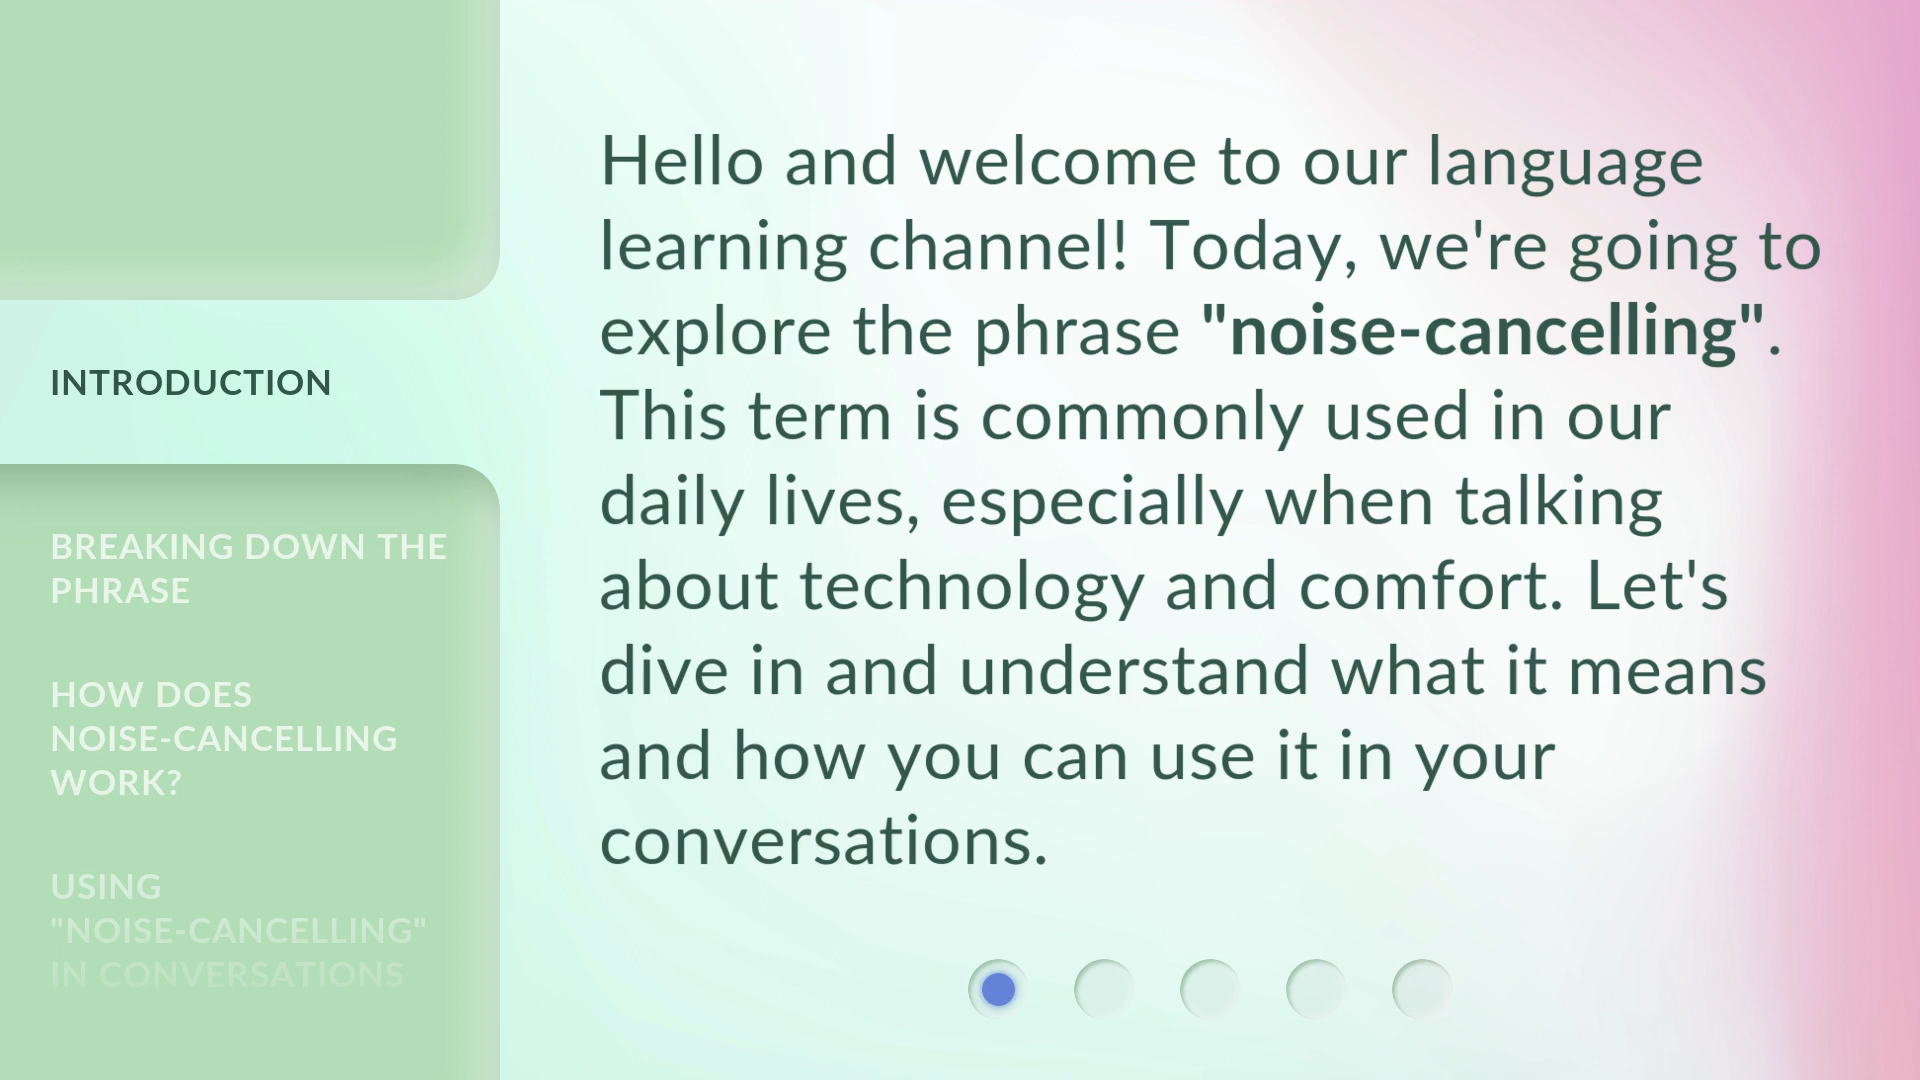 INTRODUCTION
BREAKING DOWN THE
PHRASE
HOW DOES
NOISE-CANCELLING
WORK?
USING
"NOISE-CANCELLING"
IN CONVERSATIONS
Hello and welcome to our language
learning channel! Today, we're going to
explore the phrase "noise-cancelling".
This term is commonly used in our
daily lives, especially when talking
about technology and comfort. Let's
dive in and understand what it means
and how you can use it in your
conversations.